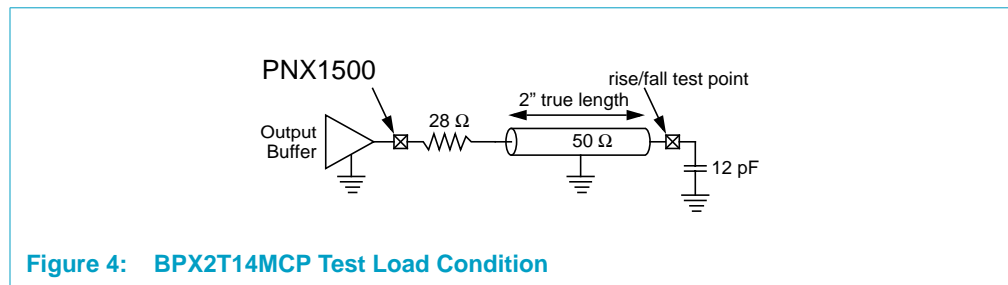 PNX1500
rise/fall test point
2” true length
28 Ω
Output
Buffer
50 Ω
12 pF
Figure 4: BPX2T14MCP Test Load Condition